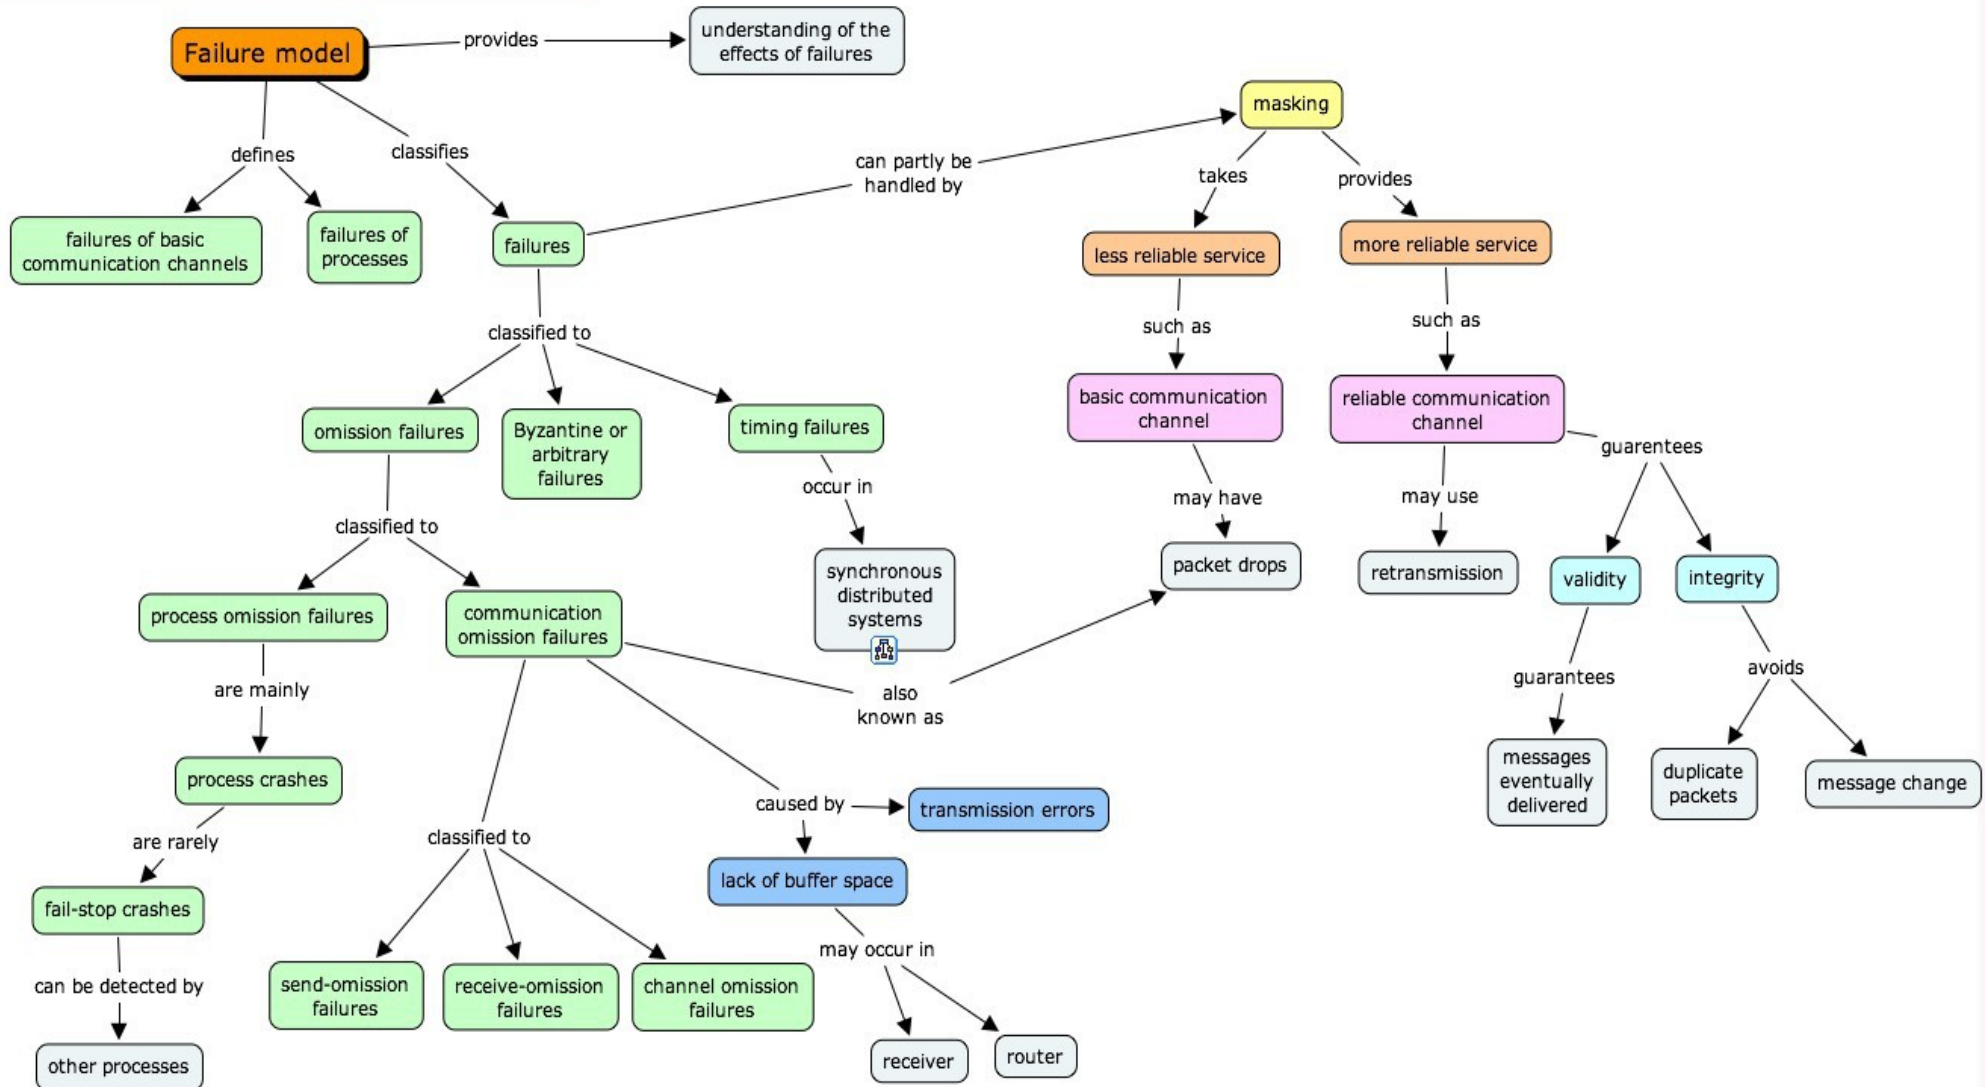 Failure model
provides
understanding of the
effects of failures
masking
defines
classifies
can partly be
handled by
takes
provides
failures of basic
communication channels
failures of
processes
failures
less reliable service
more reliable service
classified to
such as
such as
omission failures
Byzantine or
arbitrary
failures
timing failures
basic communication
channel
reliable communication
channel
guarentees
occur in
may have
may use
classified to
synchronous
distributed
systems
packet drops
retransmission
validity
integrity
process omission failures
communication
omission failures
are mainly
also
known as
guarantees
avoids
process crashes
caused by
transmission errors
messages
eventually
delivered
duplicate
packets
message change
are rarely
classified to
lack of buffer space
fail-stop crashes
may occur in
can be detected by
send-omission
failures
receive-omission
failures
channel omission
failures
other processes
receiver
router